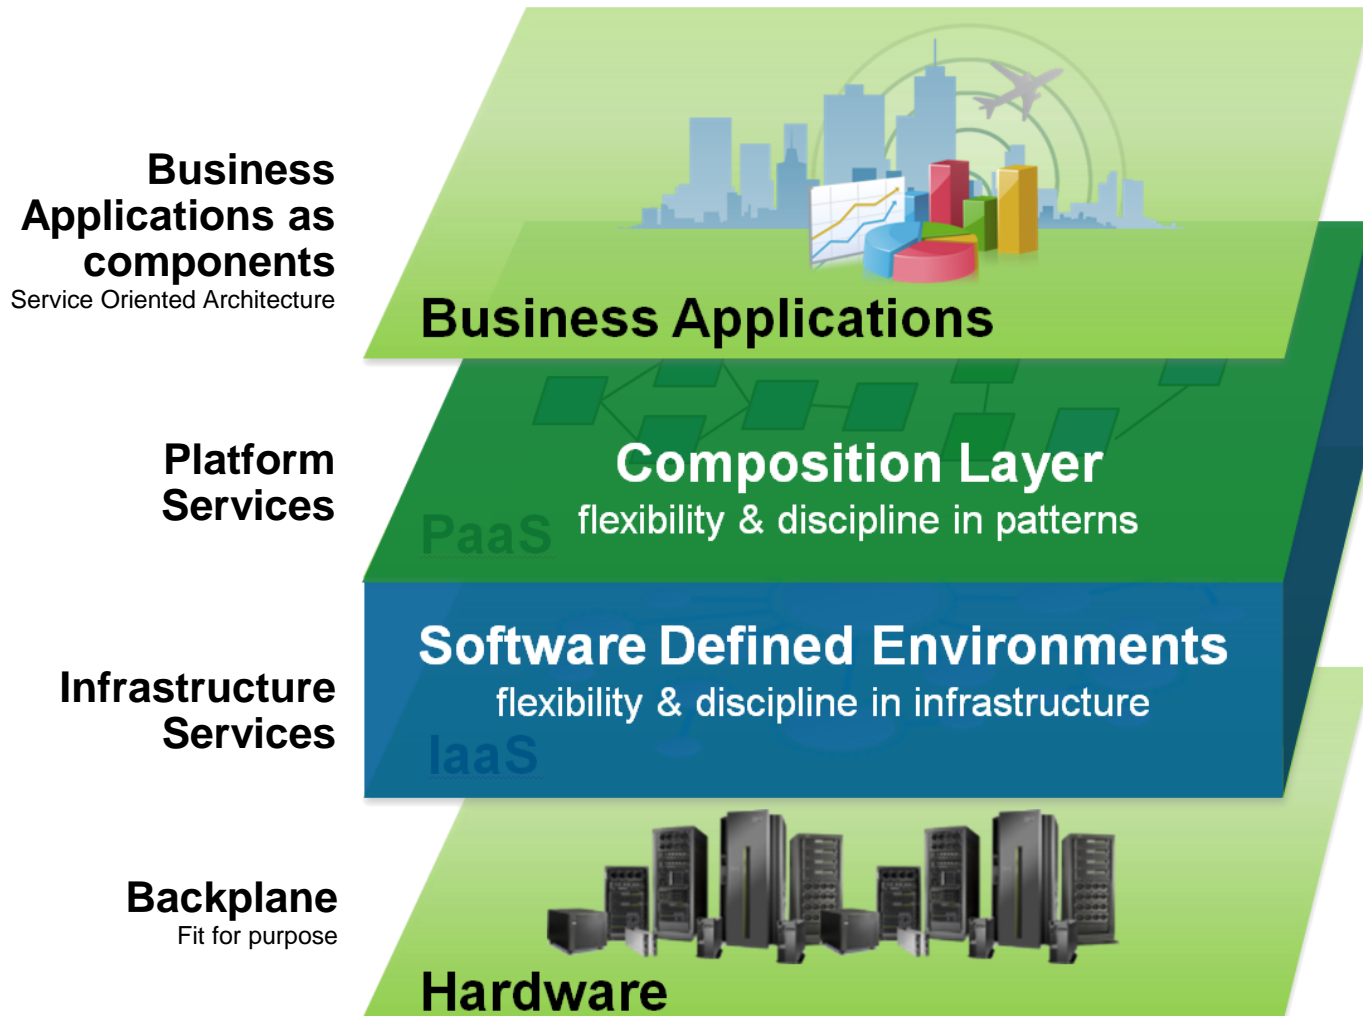 Business
Applications as
components
Service Oriented Architecture
Business Applications
Platform
Services
Composition Layer
flexibility & discipline in patterns
PaaS
Infrastructure
Services
Software Defined Environments
flexibility & discipline in infrastructure
IaaS
Backplane
Fit for purpose
Hardware